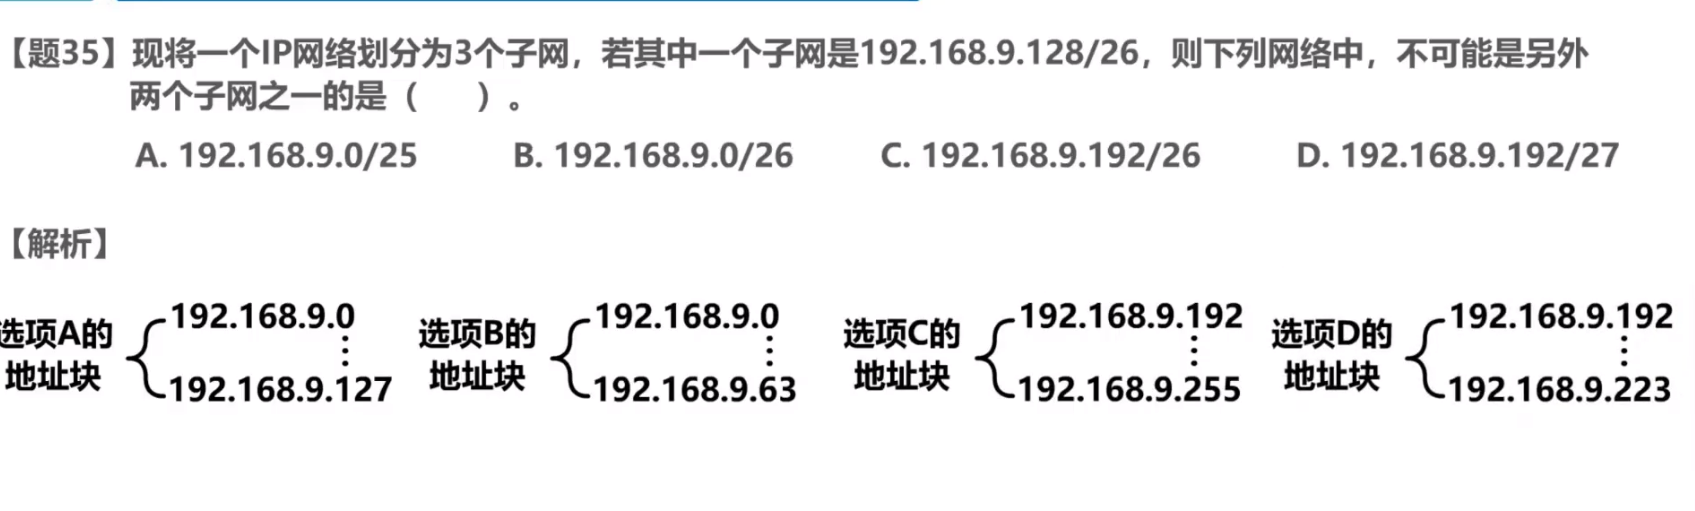 【题35】现将一个IP网络划分为3个子网，若其中一个子网是192.168.9.128/26，则下列网络中，不可能是另外
两个子网之一的是（　　）。
A. 192.168.9.0/25　B. 192.168.9.0/26　C. 192.168.9.192/26　D. 192.168.9.192/27
【解析】
选项A的
地址块
192.168.9.0
⋮
192.168.9.127
选项B的
地址块
192.168.9.0
⋮
192.168.9.63
选项C的
地址块
192.168.9.192
⋮
192.168.9.255
选项D的
地址块
192.168.9.192
⋮
192.168.9.223